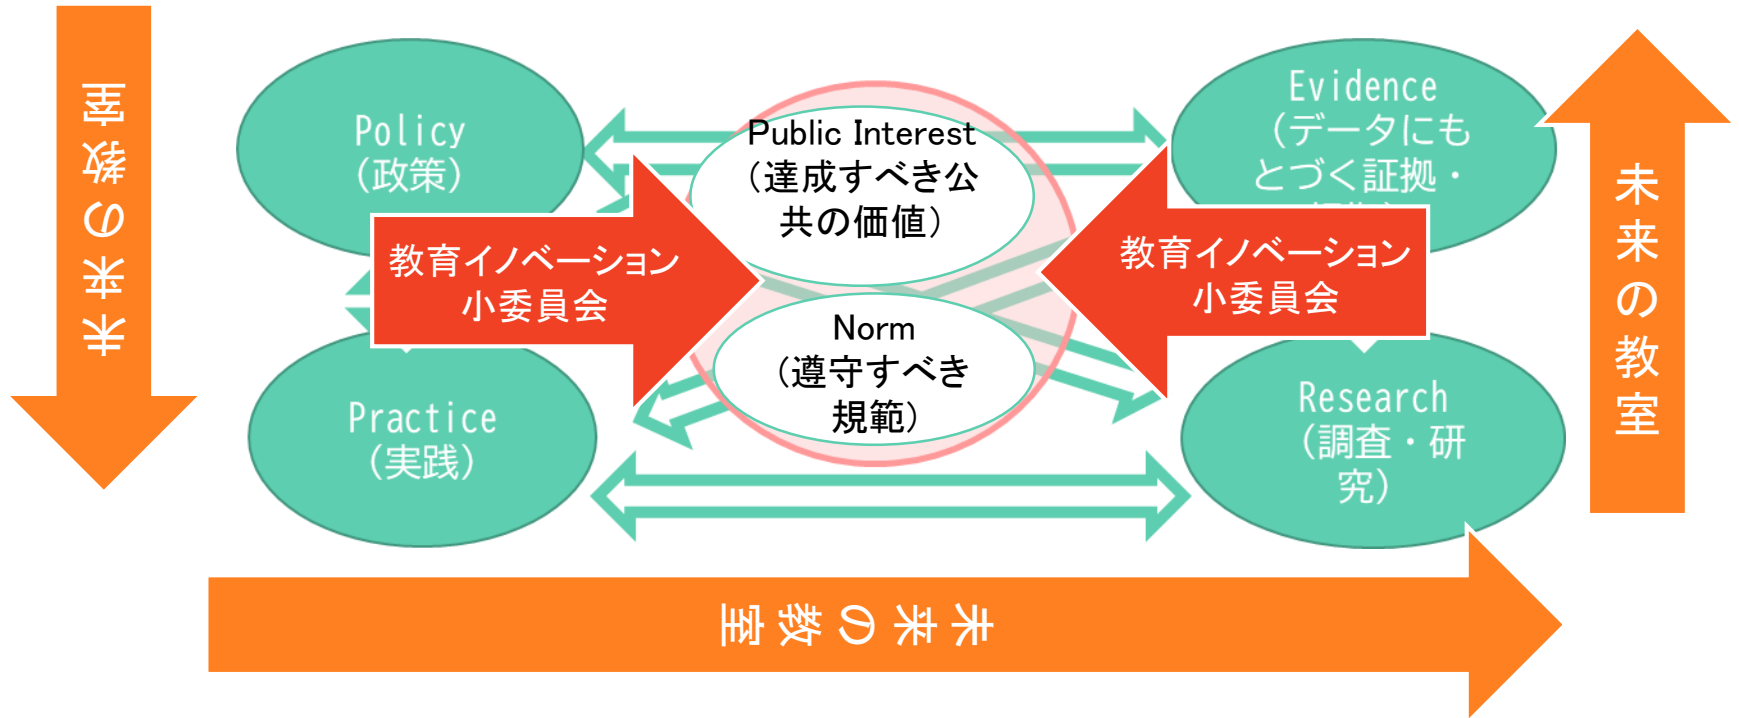 未来の教室
Policy
（政策）
Public Interest
（達成すべき公
共の価値）
Evidence
（データにも
とづく証拠・
教育イノベーション
小委員会
教育イノベーション
小委員会
未来の教室
Norm
（遵守すべき
規範）
Practice
（実践）
Research
（調査・研
究）
未来の教室